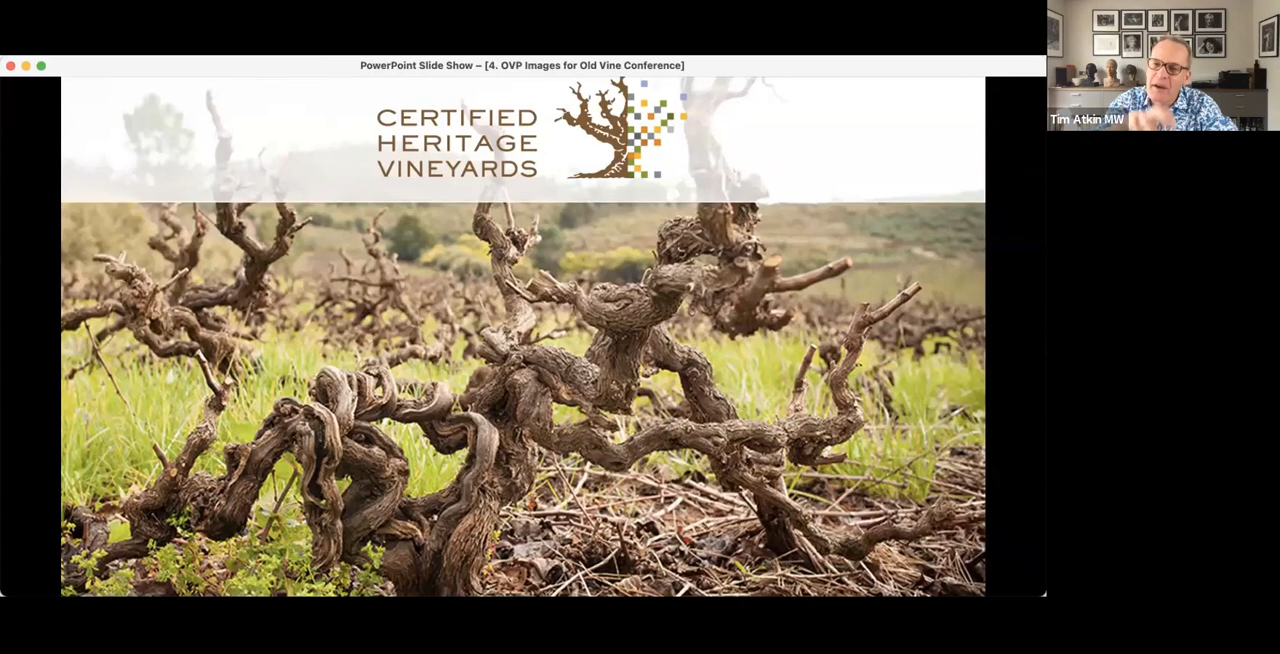 PowerPoint Slide Show – [4. OVP Images for Old Vine Conference]
CERTIFIED
HERITAGE
VINEYARDS
Tim Atkin MW